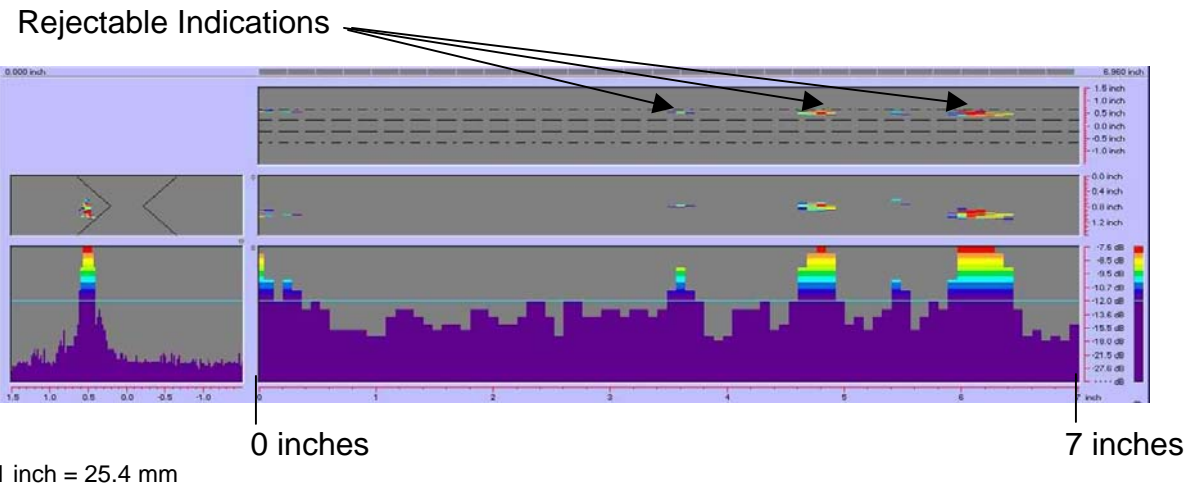 Rejectable Indications
0.000 inch
6.960 inch
1.5 inch
1.0 inch
0.5 inch
0.0 inch
-0.5 inch
-1.0 inch
0
0.0 inch
0.4 inch
0.8 inch
1.2 inch
0
-7.6 dB
-8.5 dB
-9.5 dB
-10.7 dB
-12.0 dB
-13.6 dB
-15.5 dB
-18.0 dB
-21.5 dB
-27.6 dB
---- dB
1.5 1.0 0.5 0.0 -0.5 -1.0
1 2 3 4 5 6 inch
0 inches 7 inches
1 inch = 25.4 mm